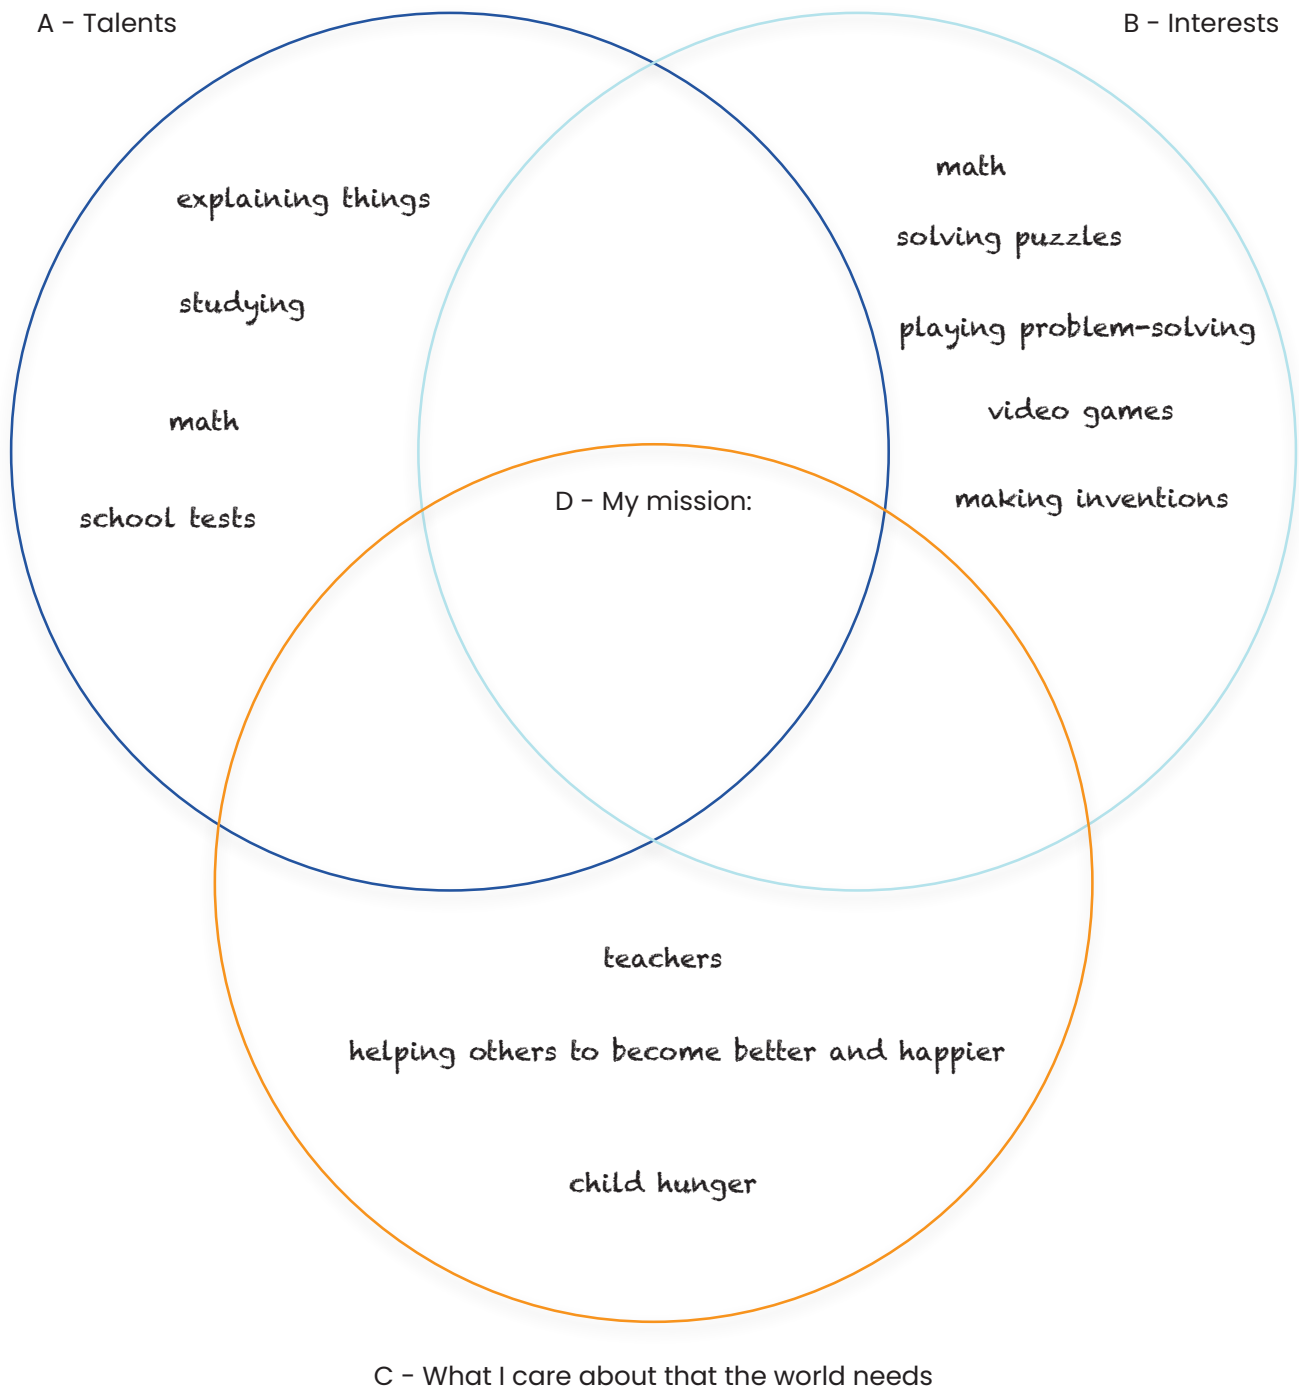 A - Talents
B - Interests
explaining things
studying
math
school tests
math
solving puzzles
playing problem-solving
video games
making inventions
D - My mission:
teachers
helping others to become better and happier
child hunger
C - What I care about that the world needs